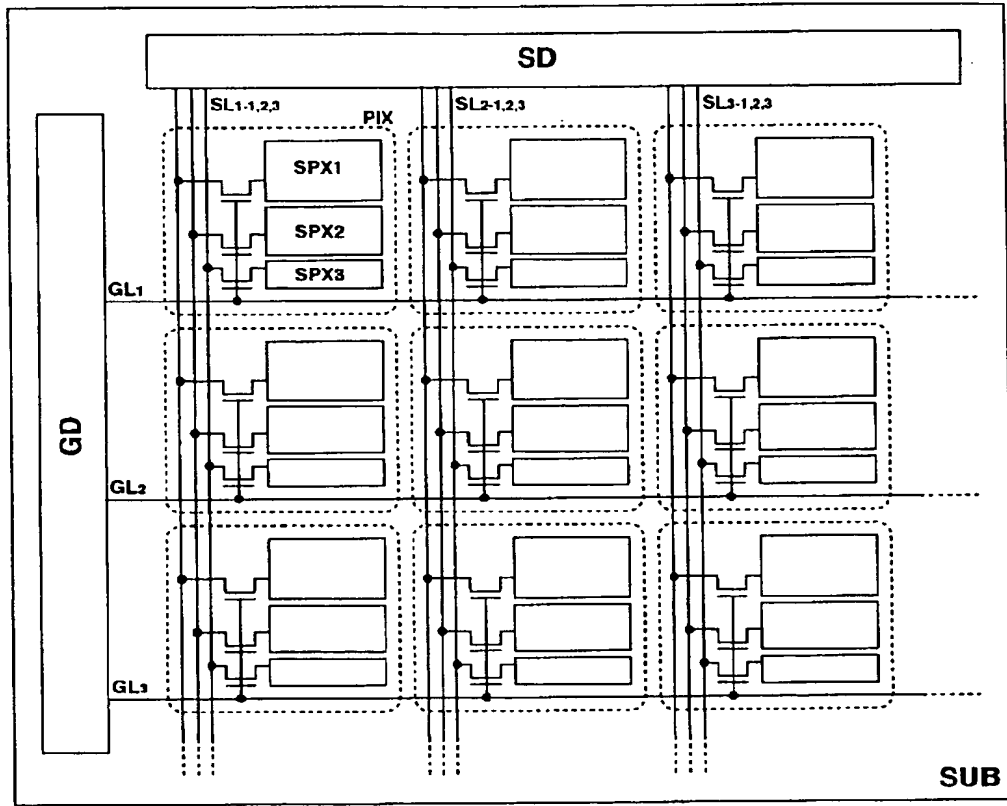 SD
SL1-1,2,3
SL2-1,2,3
SL3-1,2,3
PIX
SPX1
SPX2
SPX3
GL1
GD
GL2
GL3
SUB